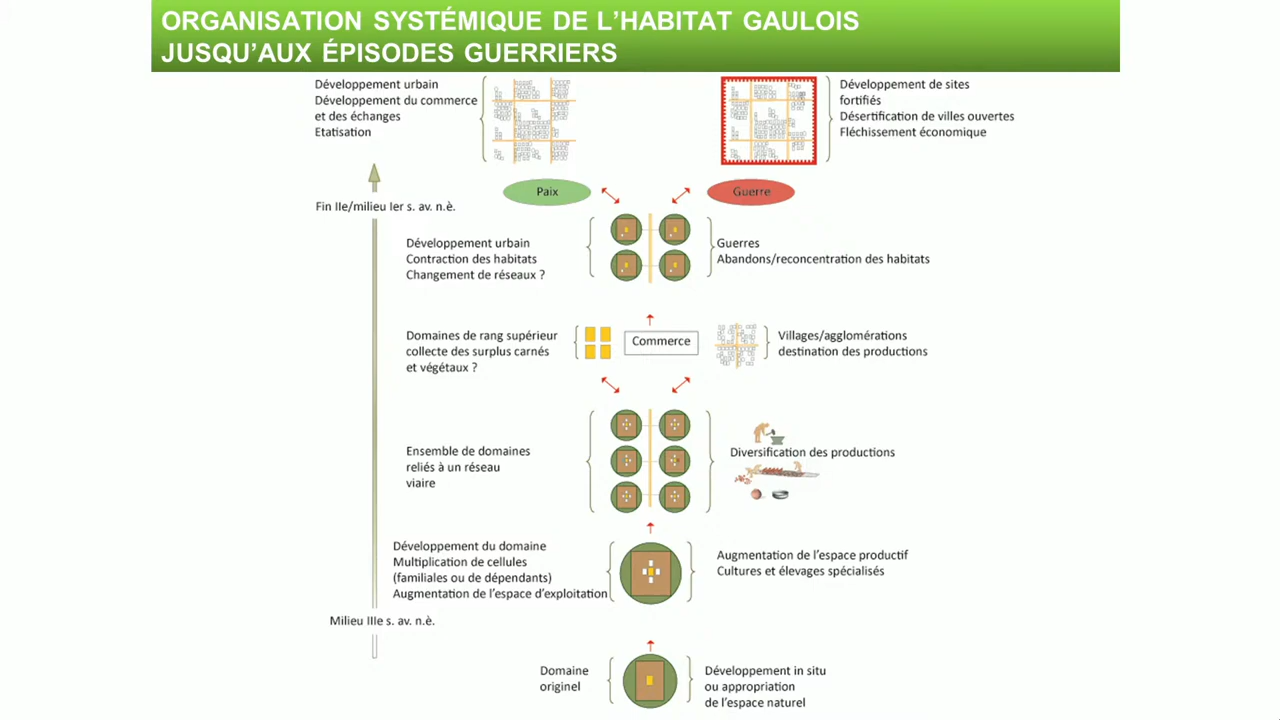 ORGANISATION SYSTÉMIQUE DE L’HABITAT GAULOIS
JUSQU’AUX ÉPISODES GUERRIERS
Développement urbain
Développement du commerce
et des échanges
Etatisation
Développement de sites
fortifiés
Désertification de villes ouvertes
Fléchissement économique
Paix
Guerre
Fin IIe/milieu Ier s. av. n.è.
Développement urbain
Contraction des habitats
Changement de réseaux ?
Guerres
Abandons/reconcentration des habitats
Domaines de rang supérieur
collecte des surplus carnés
et végétaux ?
Commerce
Villages/agglomérations
destination des productions
Ensemble de domaines
reliés à un réseau
viaire
Diversification des productions
Développement du domaine
Multiplication de cellules
(familiales ou de dépendants)
Augmentation de l’espace d’exploitation
Augmentation de l’espace productif
Cultures et élevages spécialisés
Milieu IIIe s. av. n.è.
Domaine
originel
Développement in situ
ou appropriation
de l’espace naturel